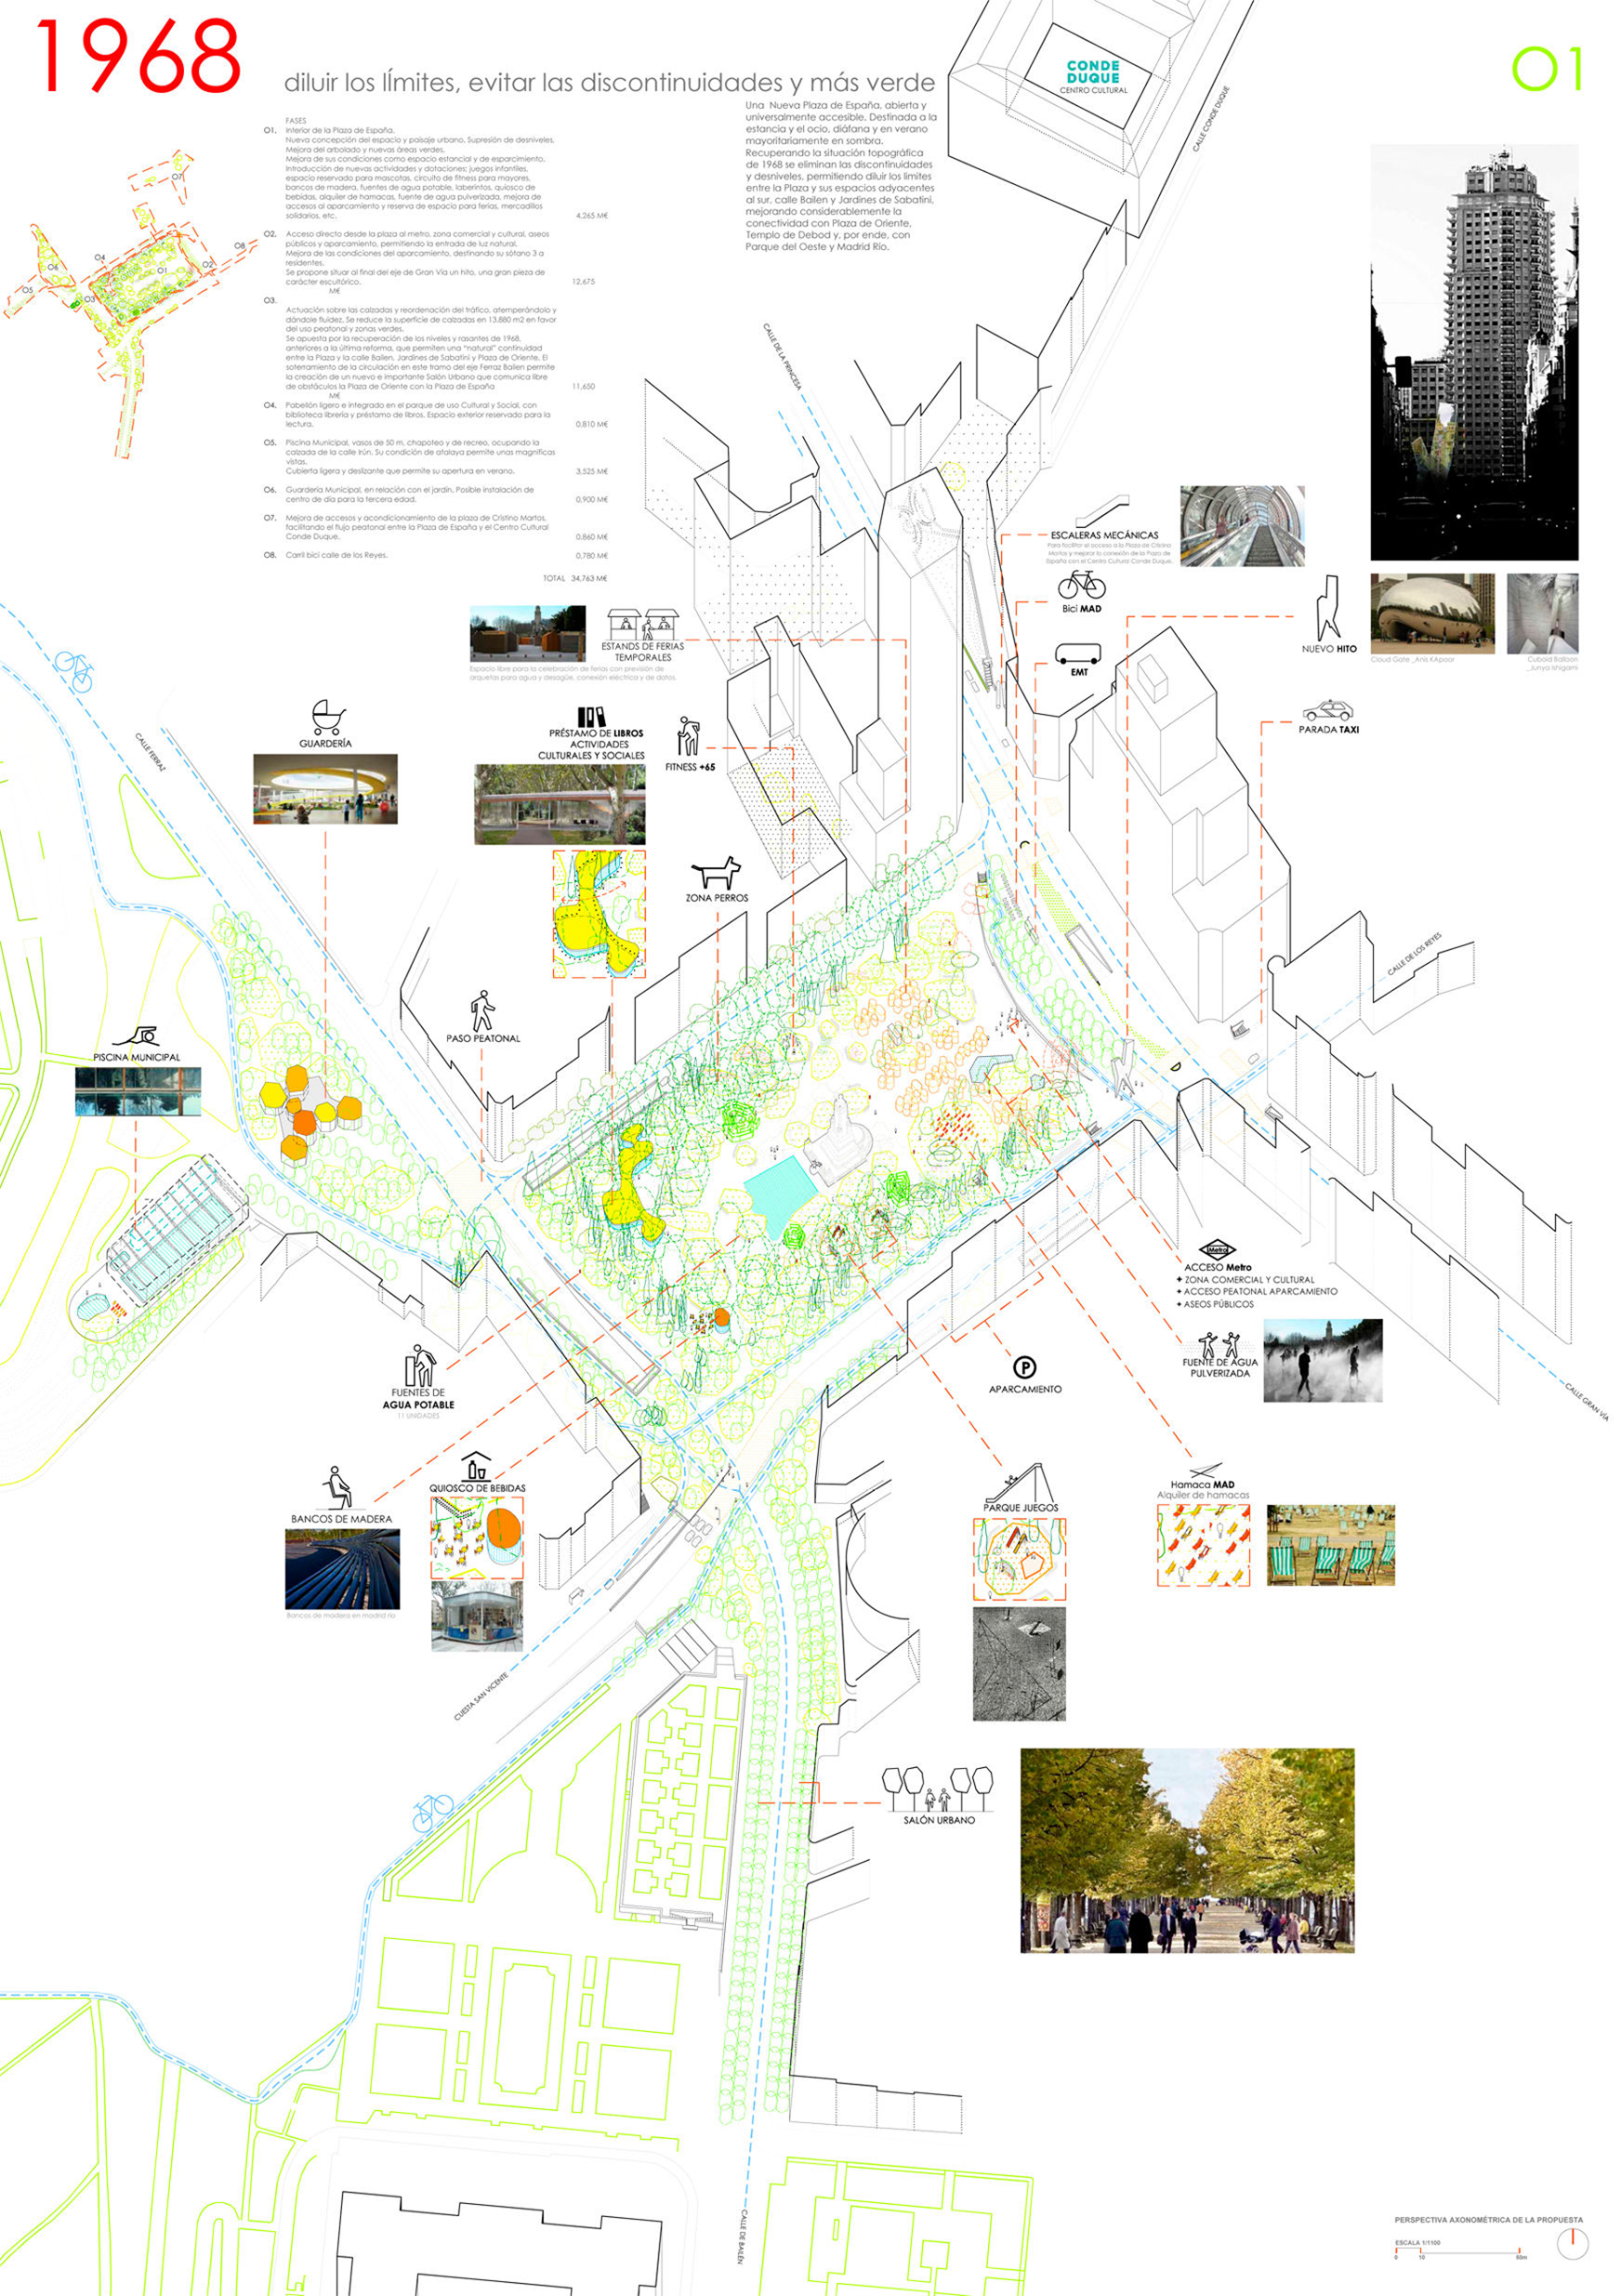 1968
diluir los llímites, evitar las discontinuidades y más verde
O1
CONDE
DUQUE
CENTRO CULTURAL
CALLE CONDE DUQUE
Una Nueva Plaza de España, abierta y
universalmente accesible. Destinada a la
estancia y el ocio, diáfana y en verano
mayoritariamente en sombra.
Recuperando la situación topográfica
de 1968 se eliminan las discontinuidades
y desniveles, permitiendo diluir los limites
entre la Plaza y sus espacios adyacentes
al sur, calle Bailen y Jardines de Sabatini,
mejorando considerablemente la
conectividad con Plaza de Oriente,
Templo de Debod y, por ende, con
Parque del Oeste y Madrid Río.
FASES
O1. Interior de la Plaza de España.
Nueva concepción del espacio y paisaje urbano. Supresión de desniveles.
Mejora del arbolado y nuevas áreas verdes.
Mejora de sus condiciones como espacio estancial y de esparcimiento.
Introducción de nuevas actividades y dotaciones: juegos infantiles,
espacio reservado para mascotas, circuito de fitness para mayores,
bancos de madera, fuentes de agua potable, laberintos, quiosco de
bebidas, alquiler de hamacas, fuente de agua pulverizada, mejora de
accesos al aparcamiento y reserva de espacio para ferias, mercadillos
solidarios, etc. 4,265 M€
O2. Acceso directo desde la plaza al metro, zona comercial y cultural, aseos
públicos y aparcamiento, permitiendo la entrada de luz natural.
Mejora de las condiciones del aparcamiento, destinando su sótano 3 a
residentes.
Se propone situar al final del eje de Gran Vía un hito, una gran pieza de
carácter escultórico. 12,675
M€
O3.
Actuación sobre las calzadas y reordenación del tráfico, atemperándolo y
dándole fluidez. Se reduce la superficie de calzadas en 13.880 m2 en favor
del uso peatonal y zonas verdes.
Se apuesta por la recuperación de los niveles y rasantes de 1968,
anteriores a la última reforma, que permiten una "natural" continuidad
entre la Plaza y la calle Bailen, Jardines de Sabatini y Plaza de Oriente. El
soterramiento de la circulación en este tramo del eje Ferraz Bailen permite
la creación de un nuevo e importante Salón Urbano que comunica libre
de obstáculos la Plaza de Oriente con la Plaza de España 11,650
M€
O4. Pabellón ligero e integrado en el parque de uso Cultural y Social, con
biblioteca librería y préstamo de libros. Espacio exterior reservado para la
lectura. 0,810 M€
O5. Piscina Municipal, vasos de 50 m, chapoteo y de recreo, ocupando la
calzada de la calle Irún. Su condición de atalaya permite unas magníficas
vistas.
Cubierta ligera y deslizante que permite su apertura en verano. 3,525 M€
O6. Guardería Municipal, en relación con el jardín. Posible instalación de
centro de día para la tercera edad. 0,900 M€
O7. Mejora de accesos y acondicionamiento de la plaza de Cristino Martos,
facilitando el flujo peatonal entre la Plaza de España y el Centro Cultural
Conde Duque. 0.860 M€
O8. Carril bici calle de los Reyes. 0,780 M€
TOTAL 34,763 M€
O7
O8
O4
O2
O1
O6
O5
O3
CALLE DE LA PRINCESA
ESCALERAS MECÁNICAS
Para facilitar el acceso a la Plaza de Cristino
Martos y mejorar la conexión de la Plaza de
España con el Centro Cultural Conde Duque.
Bici MAD
EMT
NUEVO HITO
Cloud Gate _Anis KApoor
Cuboid Balloon
_Junya Ishigami
PARADA TAXI
ESTANDS DE FERIAS
TEMPORALES
Espacio libre para la celebración de ferias con previsión de
arquetas para agua y desagüe, conexión eléctrica y de datos.
CALLE FERRAZ
GUARDERÍA
PRÉSTAMO DE LIBROS
ACTIVIDADES
CULTURALES Y SOCIALES
FITNESS +65
ZONA PERROS
CALLE DE LOS REYES
PASO PEATONAL
PISCINA MUNICIPAL
Metro
ACCESO Metro
+ ZONA COMERCIAL Y CULTURAL
+ ACCESO PEATONAL APARCAMIENTO
+ ASEOS PÚBLICOS
FUENTE DE AGUA
PULVERIZADA
P
APARCAMIENTO
CALLE GRAN VÍA
FUENTES DE
AGUA POTABLE
11 UNIDADES
BANCOS DE MADERA
Bancos de madera en madrid río
QUIOSCO DE BEBIDAS
PARQUE JUEGOS
Hamaca MAD
Alquiler de hamacas
CUESTA SAN VICENTE
SALÓN URBANO
CALLE DE BAILÉN
PERSPECTIVA AXONOMÉTRICA DE LA PROPUESTA
ESCALA 1/1100
0 10 50m